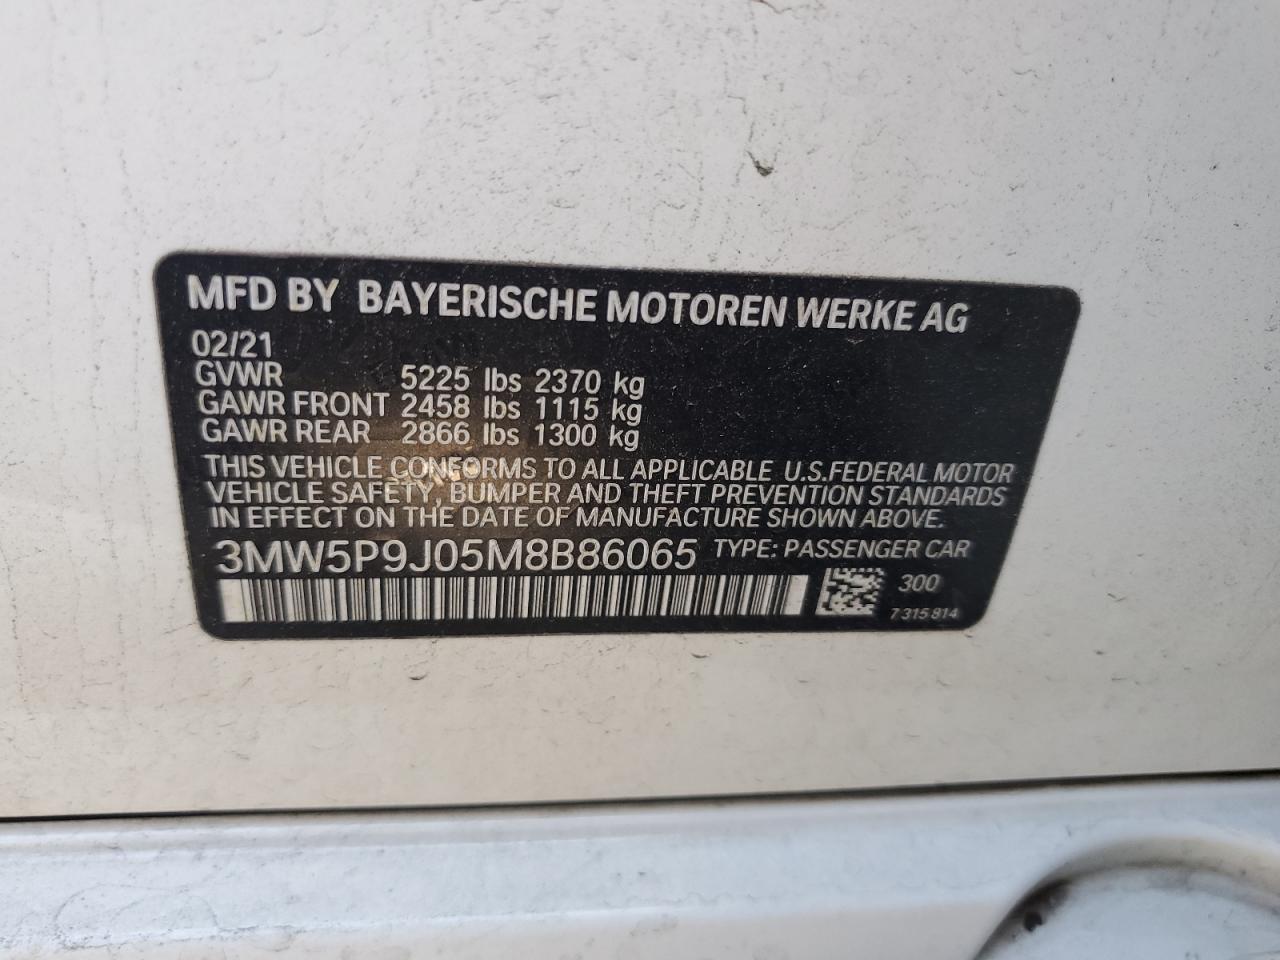 MFD BY BAYERISCHE MOTOREN WERKE AG
02/21
GVWR 5225 lbs 2370 kg
GAWR FRONT 2458 lbs 1115 kg
GAWR REAR 2866 lbs 1300 kg
THIS VEHICLE CONFORMS TO ALL APPLICABLE U.S.FEDERAL MOTOR
VEHICLE SAFETY, BUMPER AND THEFT PREVENTION STANDARDS
IN EFFECT ON THE DATE OF MANUFACTURE SHOWN ABOVE.
3MW5P9J05M8B86065 TYPE: PASSENGER CAR
300
7 315 814